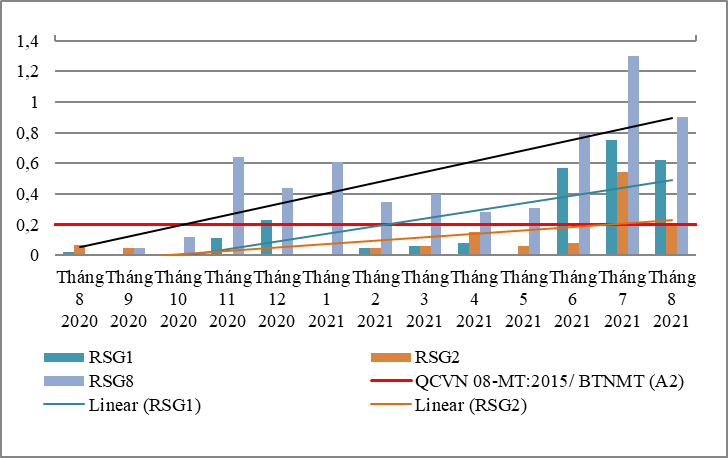 1,4
1,2
1
0,8
0,6
0,4
0,2
0
Tháng Tháng Tháng Tháng Tháng Tháng Tháng Tháng Tháng Tháng Tháng Tháng Tháng
8 9 10 11 12 1 2 3 4 5 6 7 8
2020 2020 2020 2020 2020 2021 2021 2021 2021 2021 2021 2021 2021
RSG1 RSG2
RSG8 QCVN 08-MT:2015/ BTNMT (A2)
Linear (RSG1) Linear (RSG2)